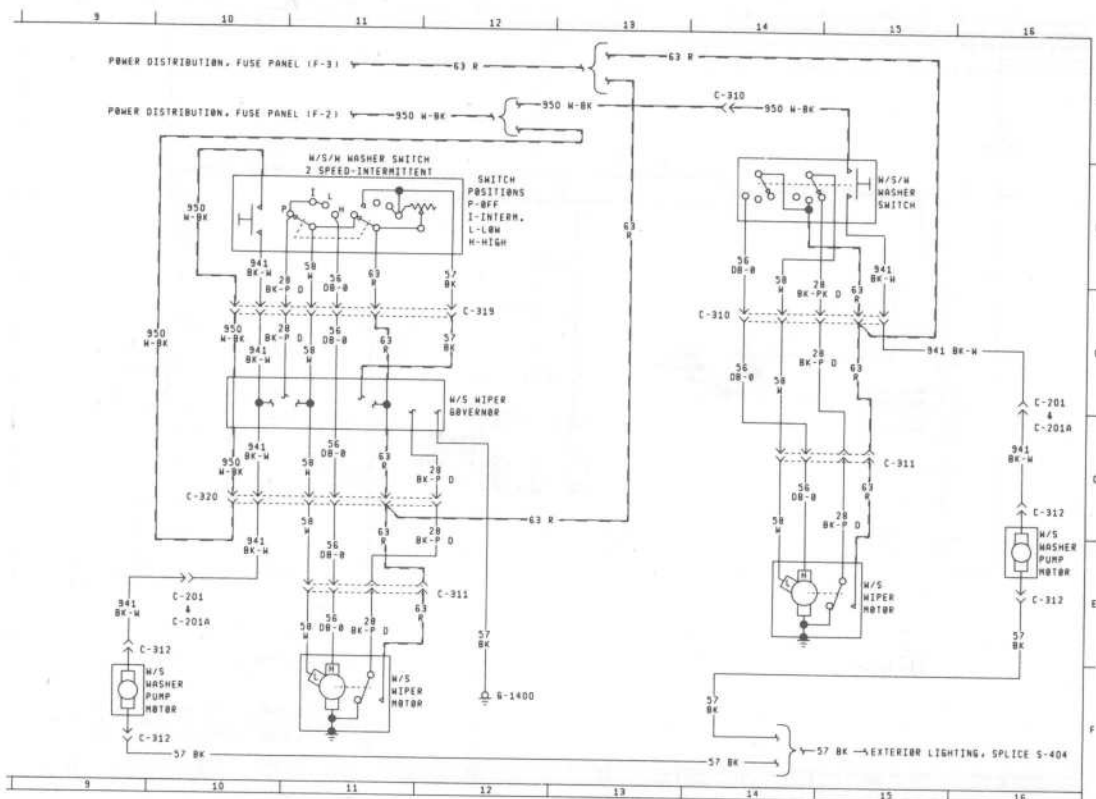 9 10 11 12 13 14 15 16
POWER DISTRIBUTION, FUSE PANEL (F-3)
63 R
63 R
POWER DISTRIBUTION, FUSE PANEL (F-2)
950 W-BK
950 W-BK
C-310
950 W-BK
W/S/W WASHER SWITCH
2 SPEED-INTERMITTENT
SWITCH
POSITIONS
P-OFF
I-INTERM.
L-LOW
H-HIGH
P
I
L
H
W/S/W
WASHER
SWITCH
950
W-BK
63
R
941
BK-W
28
BK-P D
58
W
56
DB-O
63
R
57
BK
C-319
56
DB-O
58
W
28
BK-PK D
63
R
941
BK-W
C-310
950
W-BK
950
W-BK
941
BK-W
28
BK-P D
58
W
56
DB-O
63
R
57
BK
941 BK-W
56
DB-O
58
W
28
BK-P D
63
R
W/S WIPER
GOVERNOR
C-201
&
C-201A
950
W-BK
941
BK-W
58
W
56
DB-O
63
R
28
BK-P D
C-320
C-311
941
BK-W
63 R
941
BK-W
58
W
56
DB-O
63
R
28
BK-P D
58
W
56
DB-O
28
BK-P D
63
R
C-312
W/S
WASHER
PUMP
MOTOR
C-312
C-201
&
C-201A
C-311
941
BK-W
58
W
56
DB-O
28
BK-P D
63
R
L
H
W/S
WIPER
MOTOR
57
BK
57
BK
C-312
W/S
WASHER
PUMP
MOTOR
C-312
L
H
W/S
WIPER
MOTOR
G-1400
57
BK
57 BK
57 BK
57 BK
EXTERIOR LIGHTING, SPLICE S-404
E
F
9 10 11 12 13 14 15 16